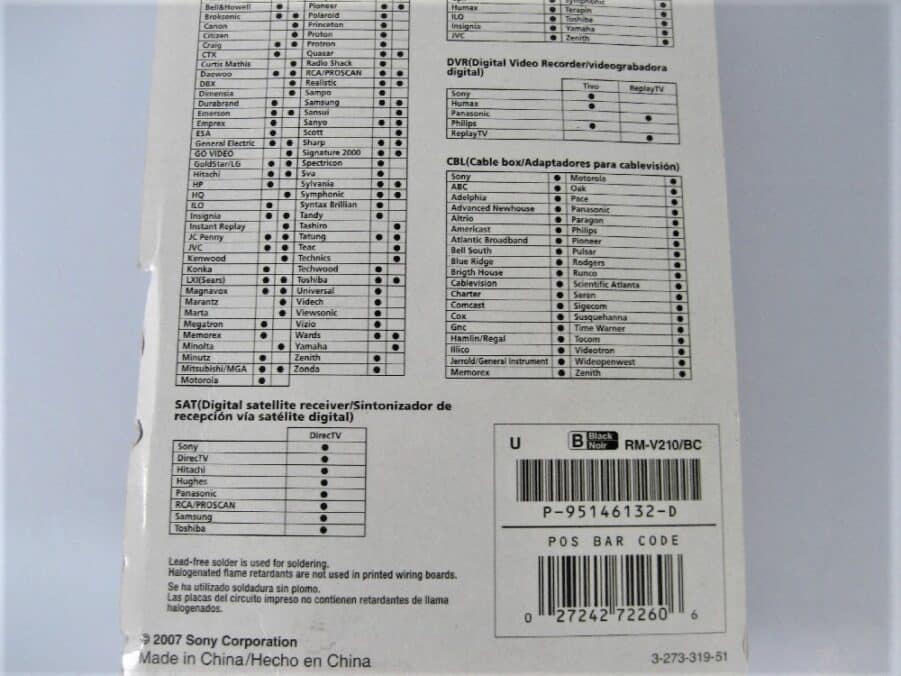 Bell&Howell ● Pioneer ● ●
Broksonic ● ● Polaroid ●
Canon ● Princeton ●
Citizen ● Proton ●
Craig ● ● Protron ●
CTX ● Quasar ● ●
Curtis Mathis ● Radio Shack ●
Daewoo ● ● RCA/PROSCAN ● ●
DBX ● Realistic ● ●
Dimensia ● Sampo ●
Durabrand ● Samsung ● ●
Emerson ● ● Sansui ●
Emprex ● Sanyo ● ●
ESA ● Scott ●
General Electric ● ● Sharp ● ●
GO VIDEO ● Signature 2000 ● ●
GoldStar/LG ● ● Spectricon ●
Hitachi ● ● Sva ●
HP ● Sylvania ● ●
HQ ● Symphonic ● ●
ILO ● Syntax Brillian ●
Insignia ● ● Tandy ●
Instant Replay ● Tashiro ●
JC Penny ● ● Tatung ● ●
JVC ● ● Teac ●
Kenwood ● Technics ●
Konka ● Techwood ●
LXI(Sears) ● ● Toshiba ● ●
Magnavox ● ● Universal ●
Marantz ● Videch ●
Marta ● Viewsonic ●
Megatron ● Vizio ●
Memorex ● Wards ● ●
Minolta ● Yamaha ●
Minutz ● Zenith ●
Mitsubishi/MGA ● ● Zonda ●
Motorola ●
SAT(Digital satellite receiver/Sintonizador de
recepción vía satélite digital)
DirecTV
Sony ●
DirecTV ●
Hitachi ●
Hughes ●
Panasonic ●
RCA/PROSCAN ●
Samsung ●
Toshiba ●
Lead-free solder is used for soldering.
Halogenated flame retardants are not used in printed wiring boards.
Se ha utilizado soldadura sin plomo.
Las placas del circuito impreso no contienen retardantes de llama
halogenados.
© 2007 Sony Corporation
Made in China/Hecho en China
Humax ● Terapin ●
ILO ● Toshiba ●
Insignia ● Yamaha ●
JVC ● Zenith ●
DVR(Digital Video Recorder/videograbadora
digital)
Tivo ReplayTV
Sony ●
Humax ●
Panasonic ●
Philips ●
ReplayTV ●
CBL(Cable box/Adaptadores para cablevisión)
Sony ● Motorola ●
ABC ● Oak ●
Adelphia ● Pace ●
Advanced Newhouse ● Panasonic ●
Altrio ● Paragon ●
Americast ● Philips ●
Atlantic Broadband ● Pioneer ●
Bell South ● Pulsar ●
Blue Ridge ● Rodgers ●
Brigth House ● Runco ●
Cablevision ● Scientific Atlanta ●
Charter ● Seren ●
Comcast ● Sigecom ●
Cox ● Susquehanna ●
Gnc ● Time Warner ●
Hamlin/Regal ● Tocom ●
Illico ● Videotron ●
Jerrold/General Instrument ● Wideopenwest ●
Memorex ● Zenith ●
U B Black Noir RM-V210/BC
P-95146132-D
POS BAR CODE
0 27242 72260 6
3-273-319-51